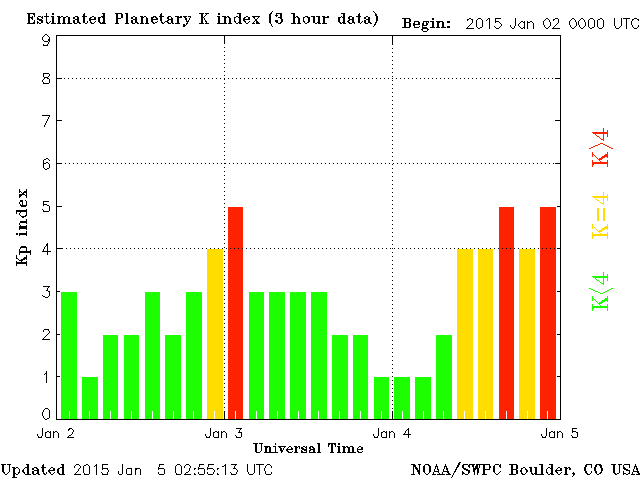 Estimated Planetary K index (3 hour data) Begin: 2015 Jan 02 0000 UTC
9
8
7
6
5
4
3
2
1
0
Kp index
K>4
K=4
K<4
Jan 2 Jan 3 Jan 4 Jan 5
Universal Time
Updated 2015 Jan 5 02:55:13 UTC NOAA/SWPC Boulder, CO USA